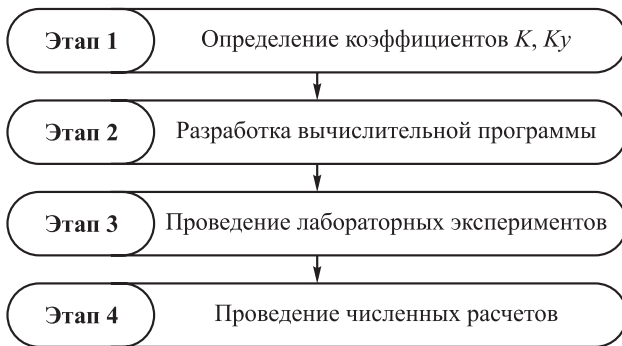 Этап 1 Определение коэффициентов K, Ky
Этап 2 Разработка вычислительной программы
Этап 3 Проведение лабораторных экспериментов
Этап 4 Проведение численных расчетов